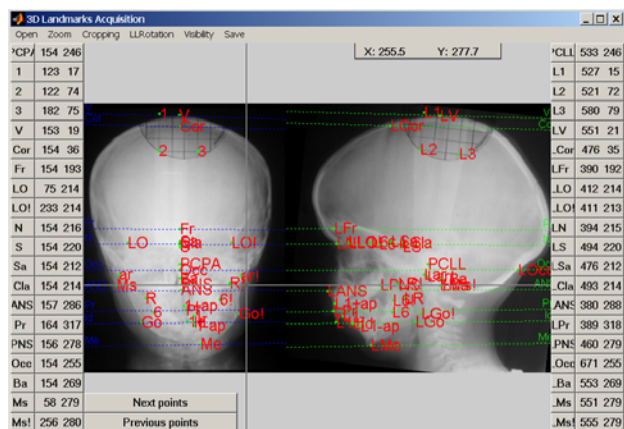 3D Landmarks Acquisition
Open Zoom Cropping LLRotation Visibility Save
X: 255.5 Y: 277.7
PCPA 154 246
1 123 17
2 122 74
3 182 75
V 153 19
Cor 154 36
Fr 154 193
LO 75 214
LO! 233 214
N 154 216
S 154 220
Sa 154 212
Cla 154 214
ANS 157 286
Pr 164 317
PNS 156 278
Occ 154 255
Ba 154 269
Ms 58 279
Ms! 256 280
PCLL 533 246
L1 527 15
L2 521 72
L3 580 79
LV 551 21
LCor 476 35
LFr 390 192
LLO 412 214
LLO! 411 213
LN 394 215
LS 494 220
LSa 476 212
LCla 493 214
LANS 380 288
LPr 389 318
LPNS 460 279
LOcc 671 255
LBa 553 269
LMs 551 279
LMs! 555 279
1 V
Cor
2 3
Fr
LO LO!
PCPA
Occ
ar ar!
Ms
ANS
R R!
6 6!
Go Go!
Me
L1 LV
LCor
L2 L3
LFr
PCLL
LOcc
LANS
LR
L6
LGo LGo!
LMe
Next points
Previous points